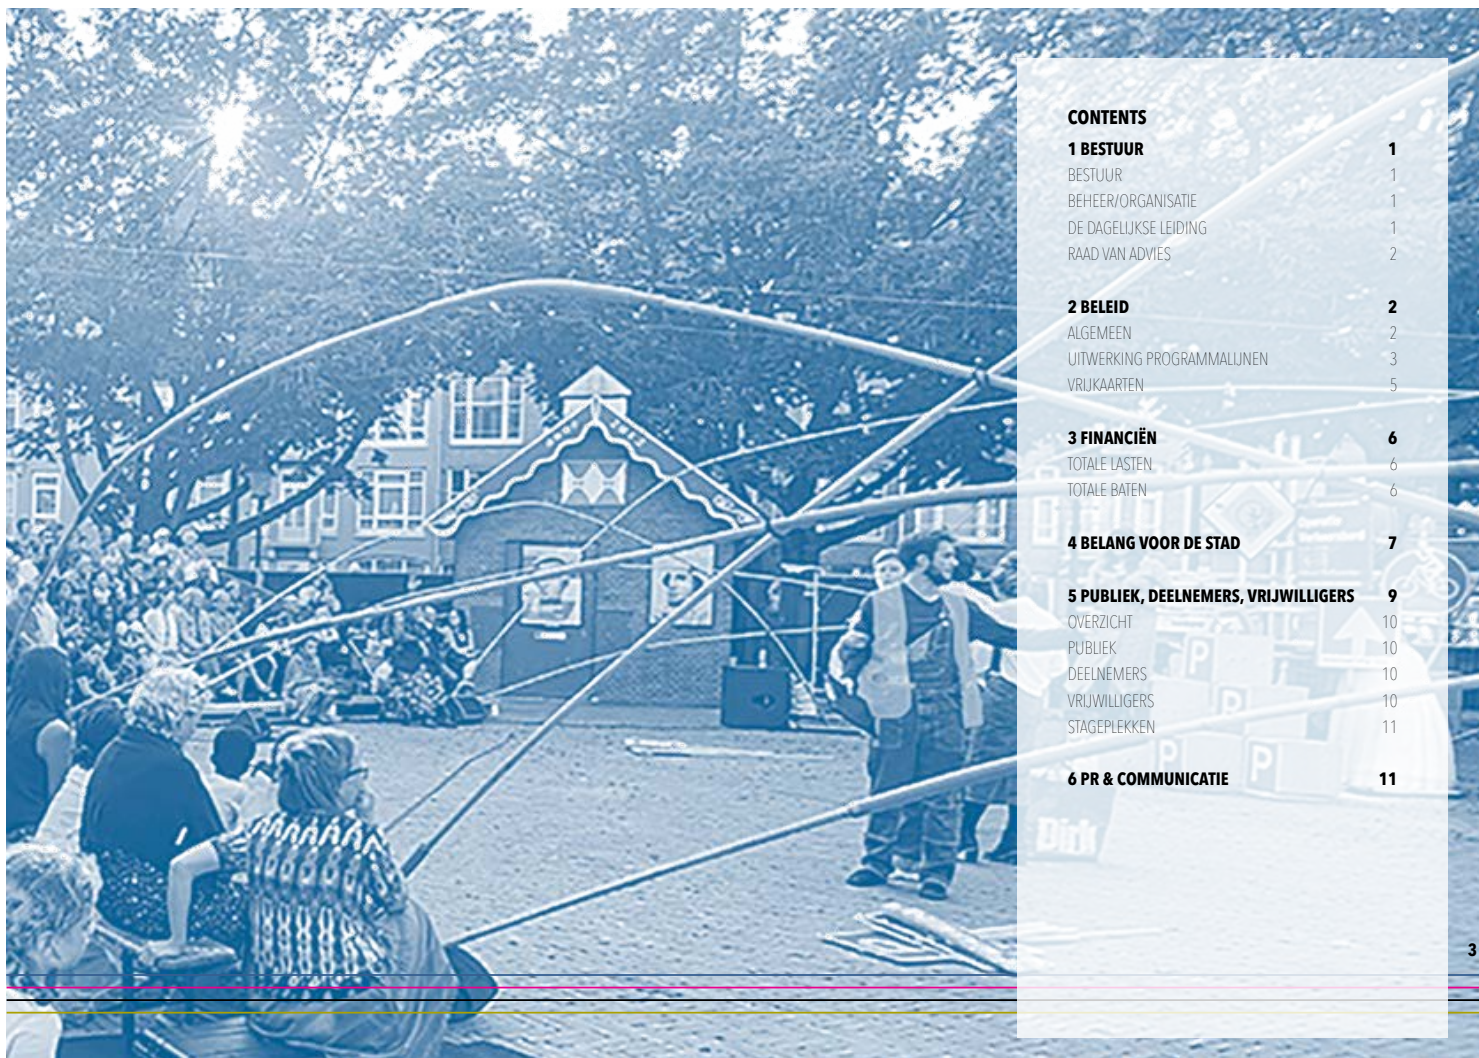 CONTENTS
1 BESTUUR 1
BESTUUR 1
BEHEER/ORGANISATIE 1
DE DAGELIJKSE LEIDING 1
RAAD VAN ADVIES 2
2 BELEID 2
ALGEMEEN 2
UITWERKING PROGRAMMALIJNEN 3
VRIJKAARTEN 5
3 FINANCIËN 6
TOTALE LASTEN 6
TOTALE BATEN 6
4 BELANG VOOR DE STAD 7
5 PUBLIEK, DEELNEMERS, VRIJWILLIGERS 9
OVERZICHT 10
PUBLIEK 10
DEELNEMERS 10
VRIJWILLIGERS 10
STAGEPLEKKEN 11
6 PR & COMMUNICATIE 11
P
P
P
P
P
Dirk
3